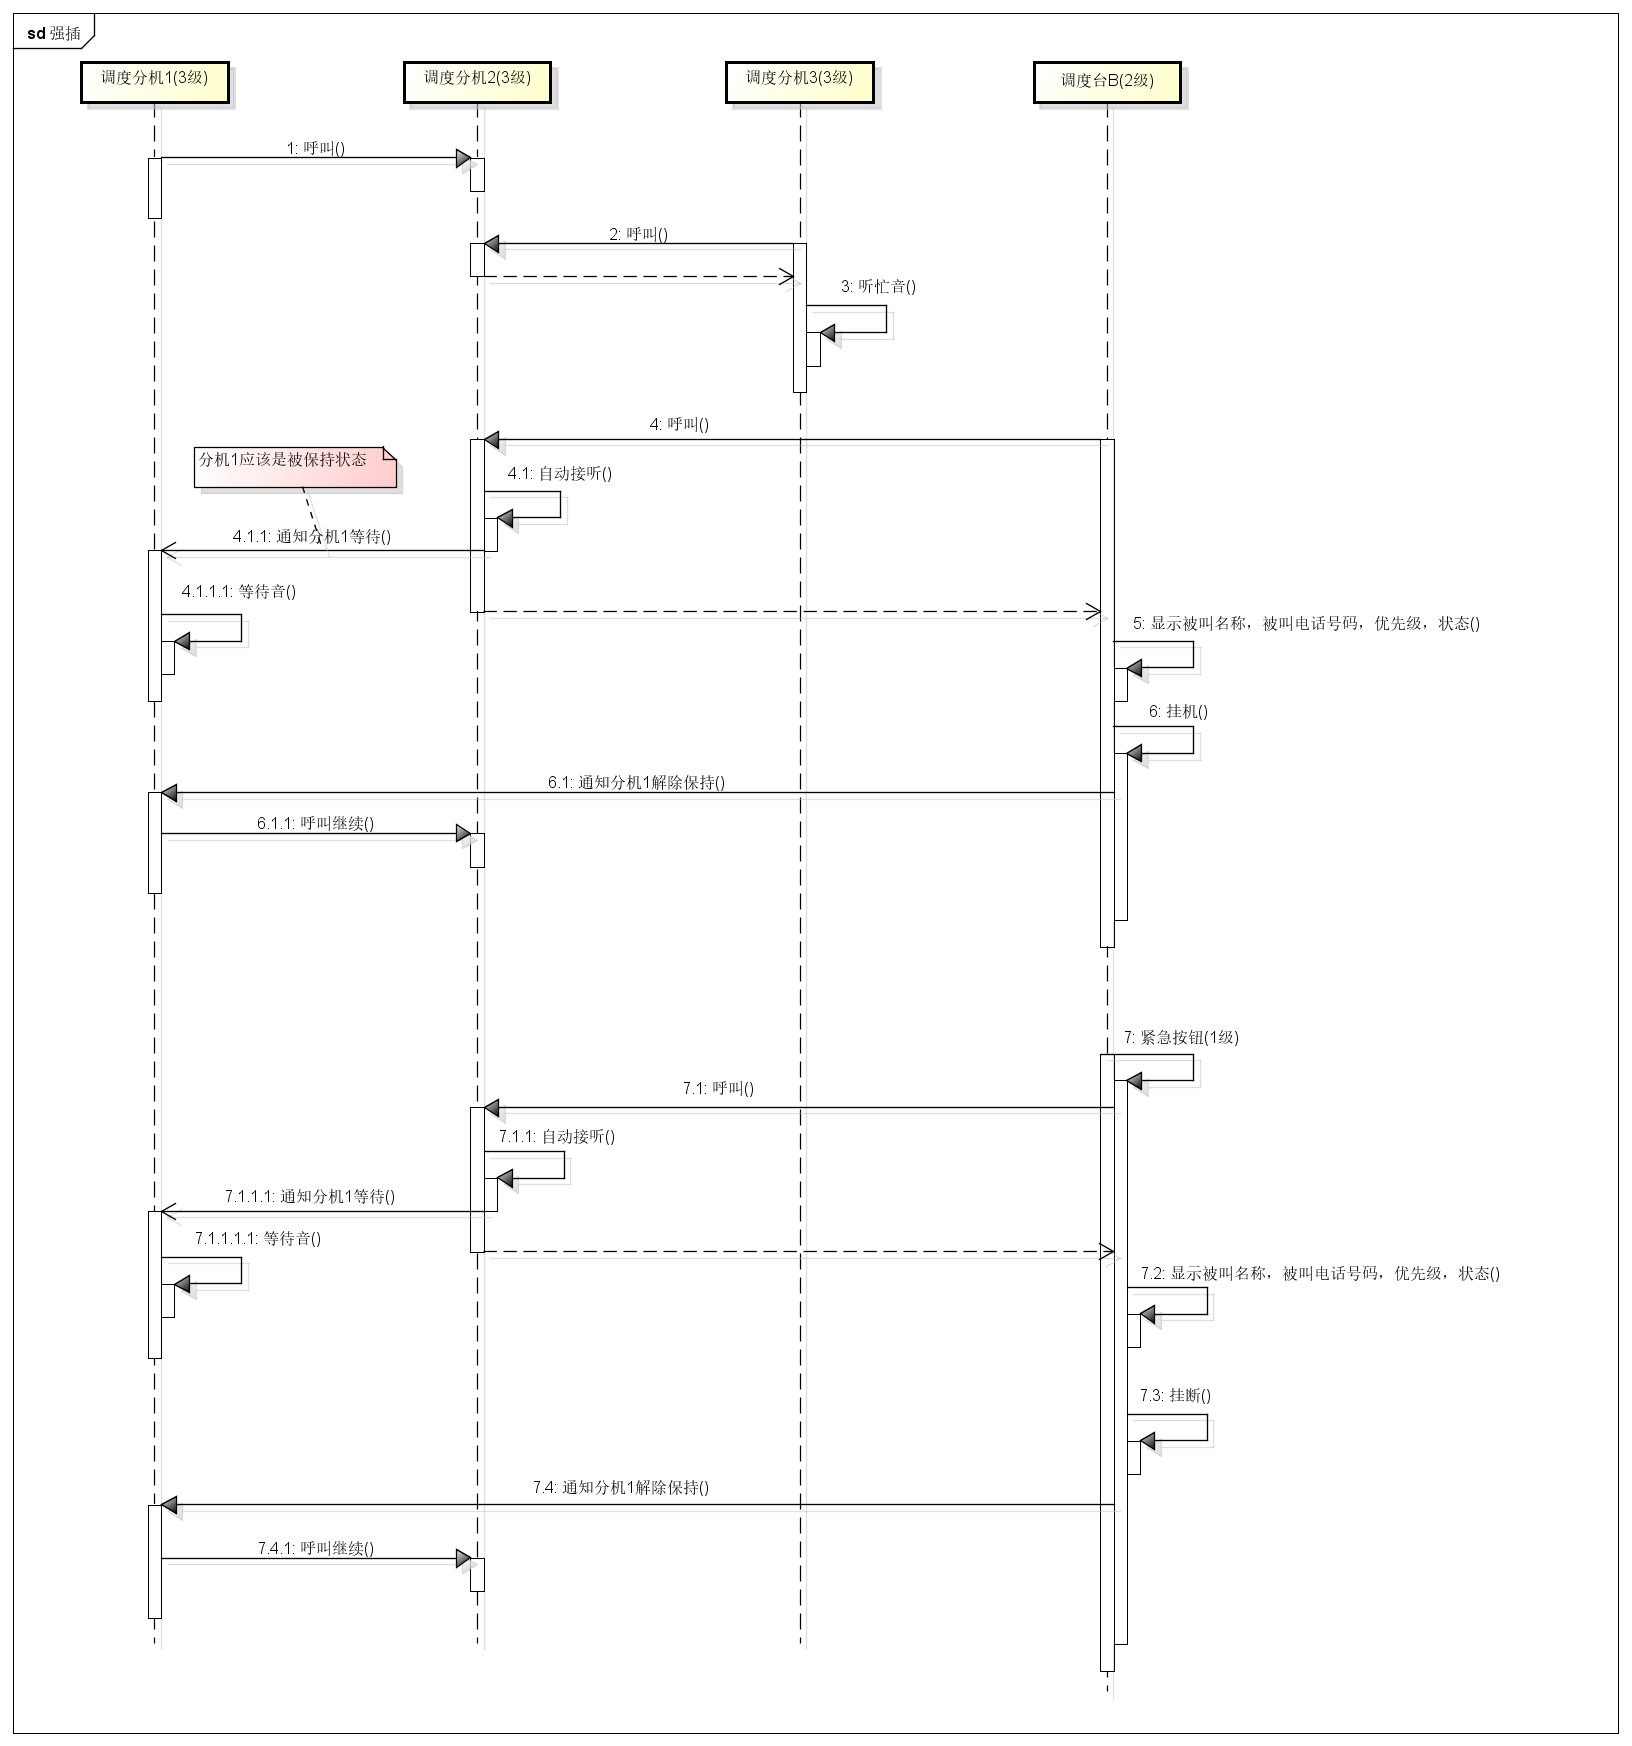 sd 强插
调度分机1(3级)
调度分机2(3级)
调度分机3(3级)
调度台B(2级)
1: 呼叫()
2: 呼叫()
3: 听忙音()
4: 呼叫()
分机1应该是被保持状态
4.1: 自动接听()
4.1.1: 通知分机1等待()
4.1.1.1: 等待音()
5: 显示被叫名称，被叫电话号码，优先级，状态()
6: 挂机()
6.1: 通知分机1解除保持()
6.1.1: 呼叫继续()
7: 紧急按钮(1级)
7.1: 呼叫()
7.1.1: 自动接听()
7.1.1.1: 通知分机1等待()
7.1.1.1.1: 等待音()
7.2: 显示被叫名称，被叫电话号码，优先级，状态()
7.3: 挂断()
7.4: 通知分机1解除保持()
7.4.1: 呼叫继续()